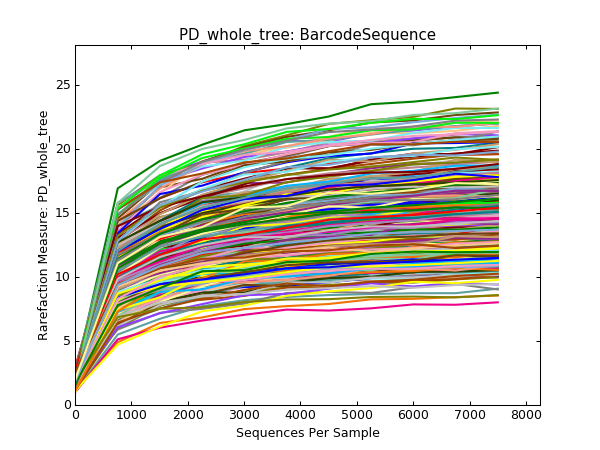 PD_whole_tree: BarcodeSequence
Rarefaction Measure: PD_whole_tree
25
20
15
10
5
0
0 1000 2000 3000 4000 5000 6000 7000 8000
Sequences Per Sample